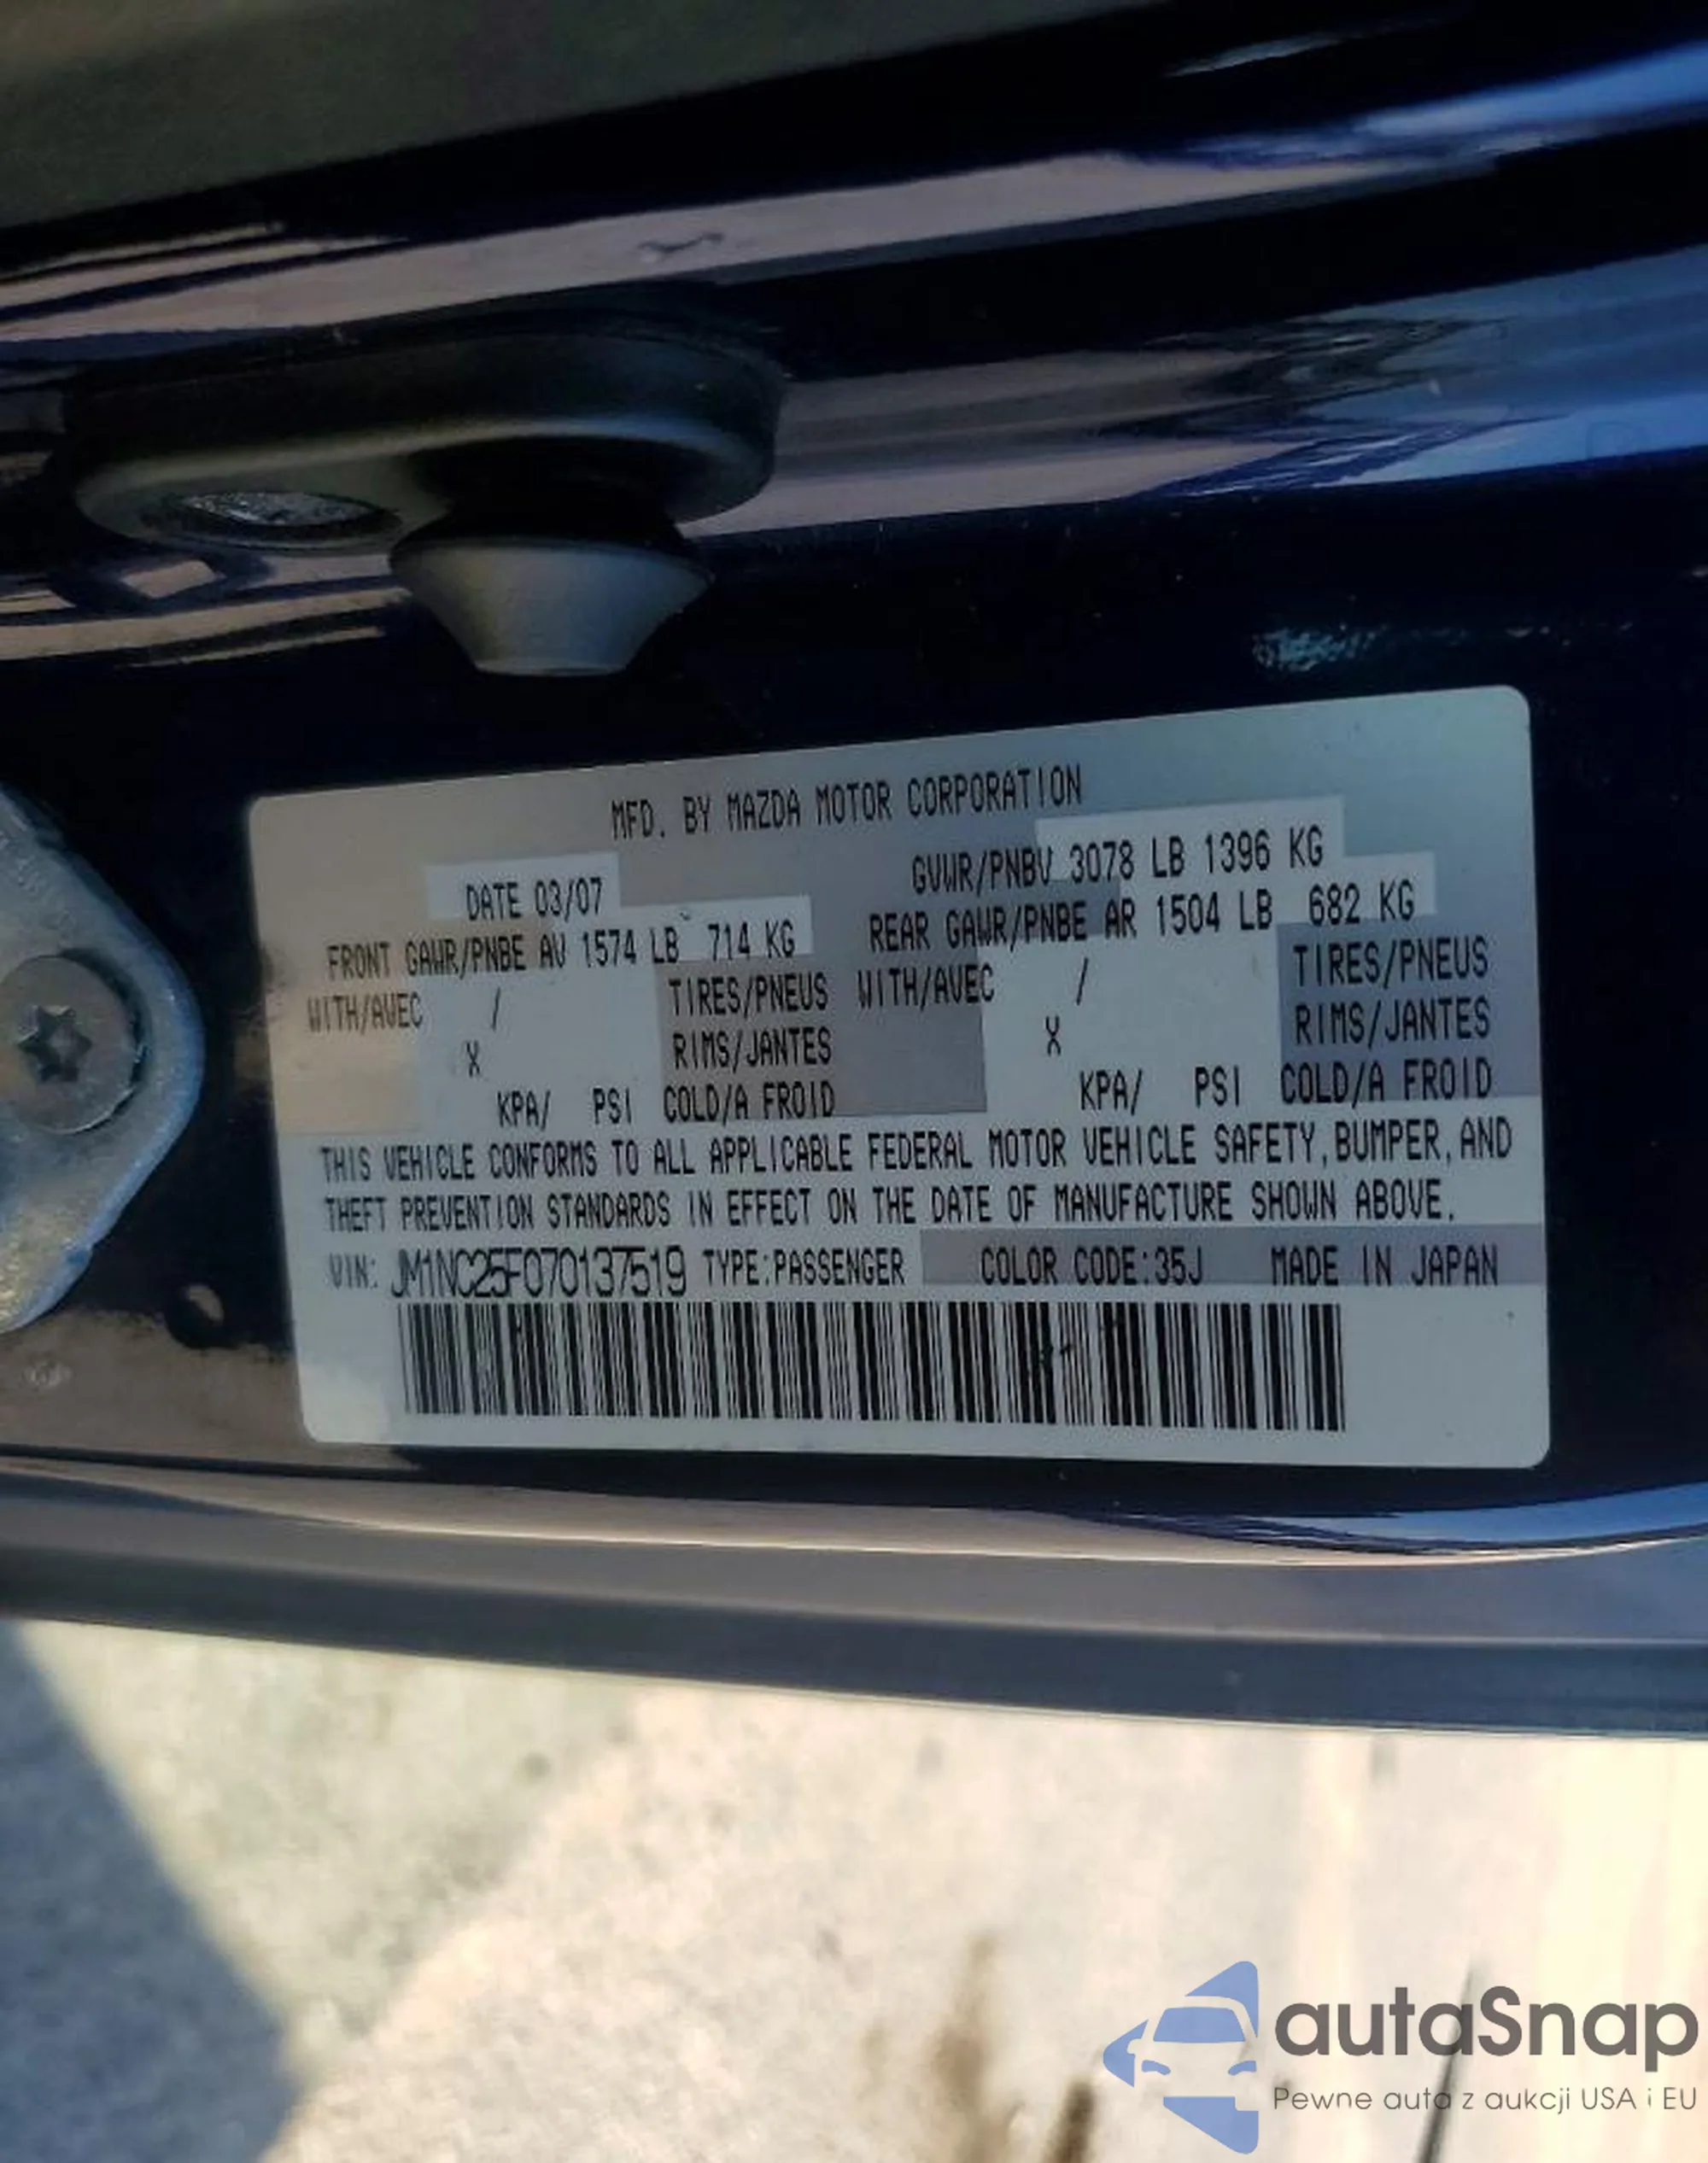 MFD. BY MAZDA MOTOR CORPORATION
DATE 03/07 GVWR/PNBV 3078 LB 1396 KG
FRONT GAWR/PNBE AV 1574 LB 714 KG REAR GAWR/PNBE AR 1504 LB 682 KG
WITH/AVEC / TIRES/PNEUS WITH/AVEC / TIRES/PNEUS
X RIMS/JANTES X RIMS/JANTES
KPA/ PSI COLD/A FROID KPA/ PSI COLD/A FROID
THIS VEHICLE CONFORMS TO ALL APPLICABLE FEDERAL MOTOR VEHICLE SAFETY, BUMPER, AND
THEFT PREVENTION STANDARDS IN EFFECT ON THE DATE OF MANUFACTURE SHOWN ABOVE.
VIN: JM1NC25F070137519 TYPE:PASSENGER COLOR CODE:35J MADE IN JAPAN
autaSnap
Pewne auta z aukcji USA i EU